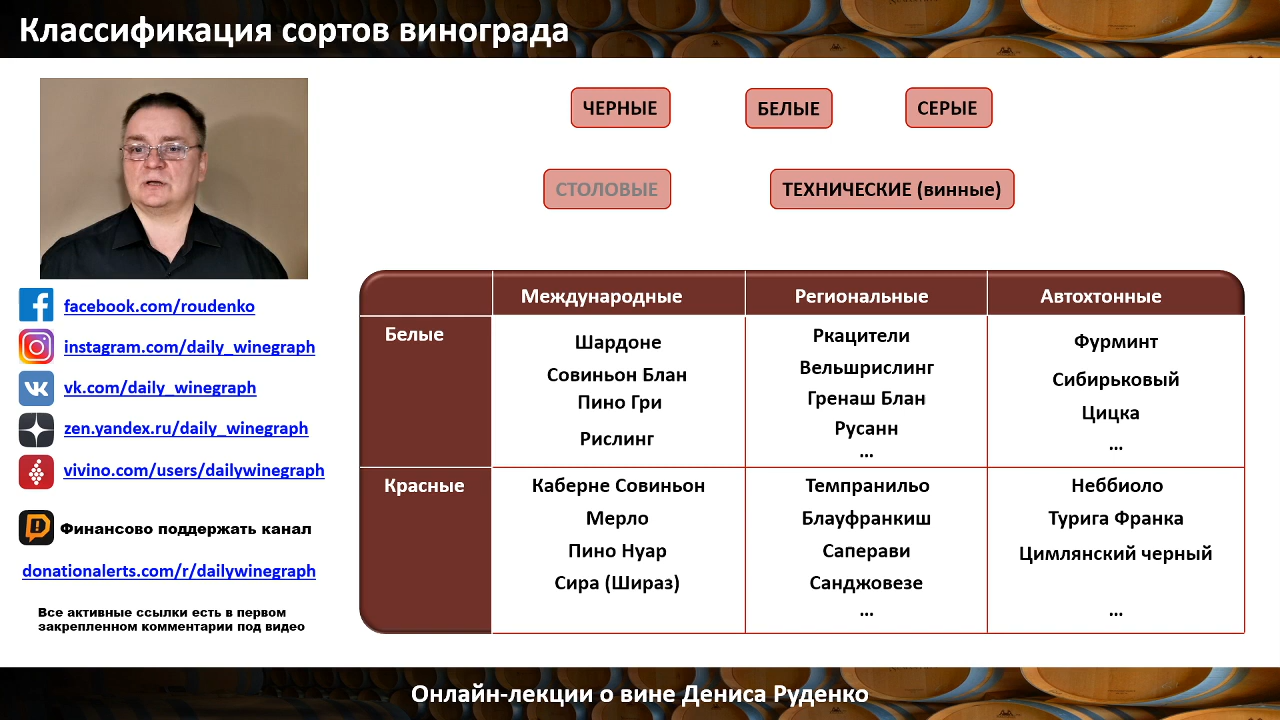 Классификация сортов винограда
ЧЕРНЫЕ
БЕЛЫЕ
СЕРЫЕ
СТОЛОВЫЕ
ТЕХНИЧЕСКИЕ (винные)
facebook.com/roudenko
instagram.com/daily_winegraph
vk.com/daily_winegraph
zen.yandex.ru/daily_winegraph
vivino.com/users/dailywinegraph
Финансово поддержать канал
donationalerts.com/r/dailywinegraph
Все активные ссылки есть в первом
закрепленном комментарии под видео
Международные
Региональные
Автохтонные
Белые
Шардоне
Совиньон Блан
Пино Гри
Рислинг
Ркацители
Вельшрислинг
Гренаш Блан
Русанн
...
Фурминт
Сибирьковый
Цицка
...
Красные
Каберне Совиньон
Мерло
Пино Нуар
Сира (Шираз)
Темпранильо
Блауфранкиш
Саперави
Санджовезе
...
Неббиоло
Турига Франка
Цимлянский черный
...
Онлайн-лекции о вине Дениса Руденко